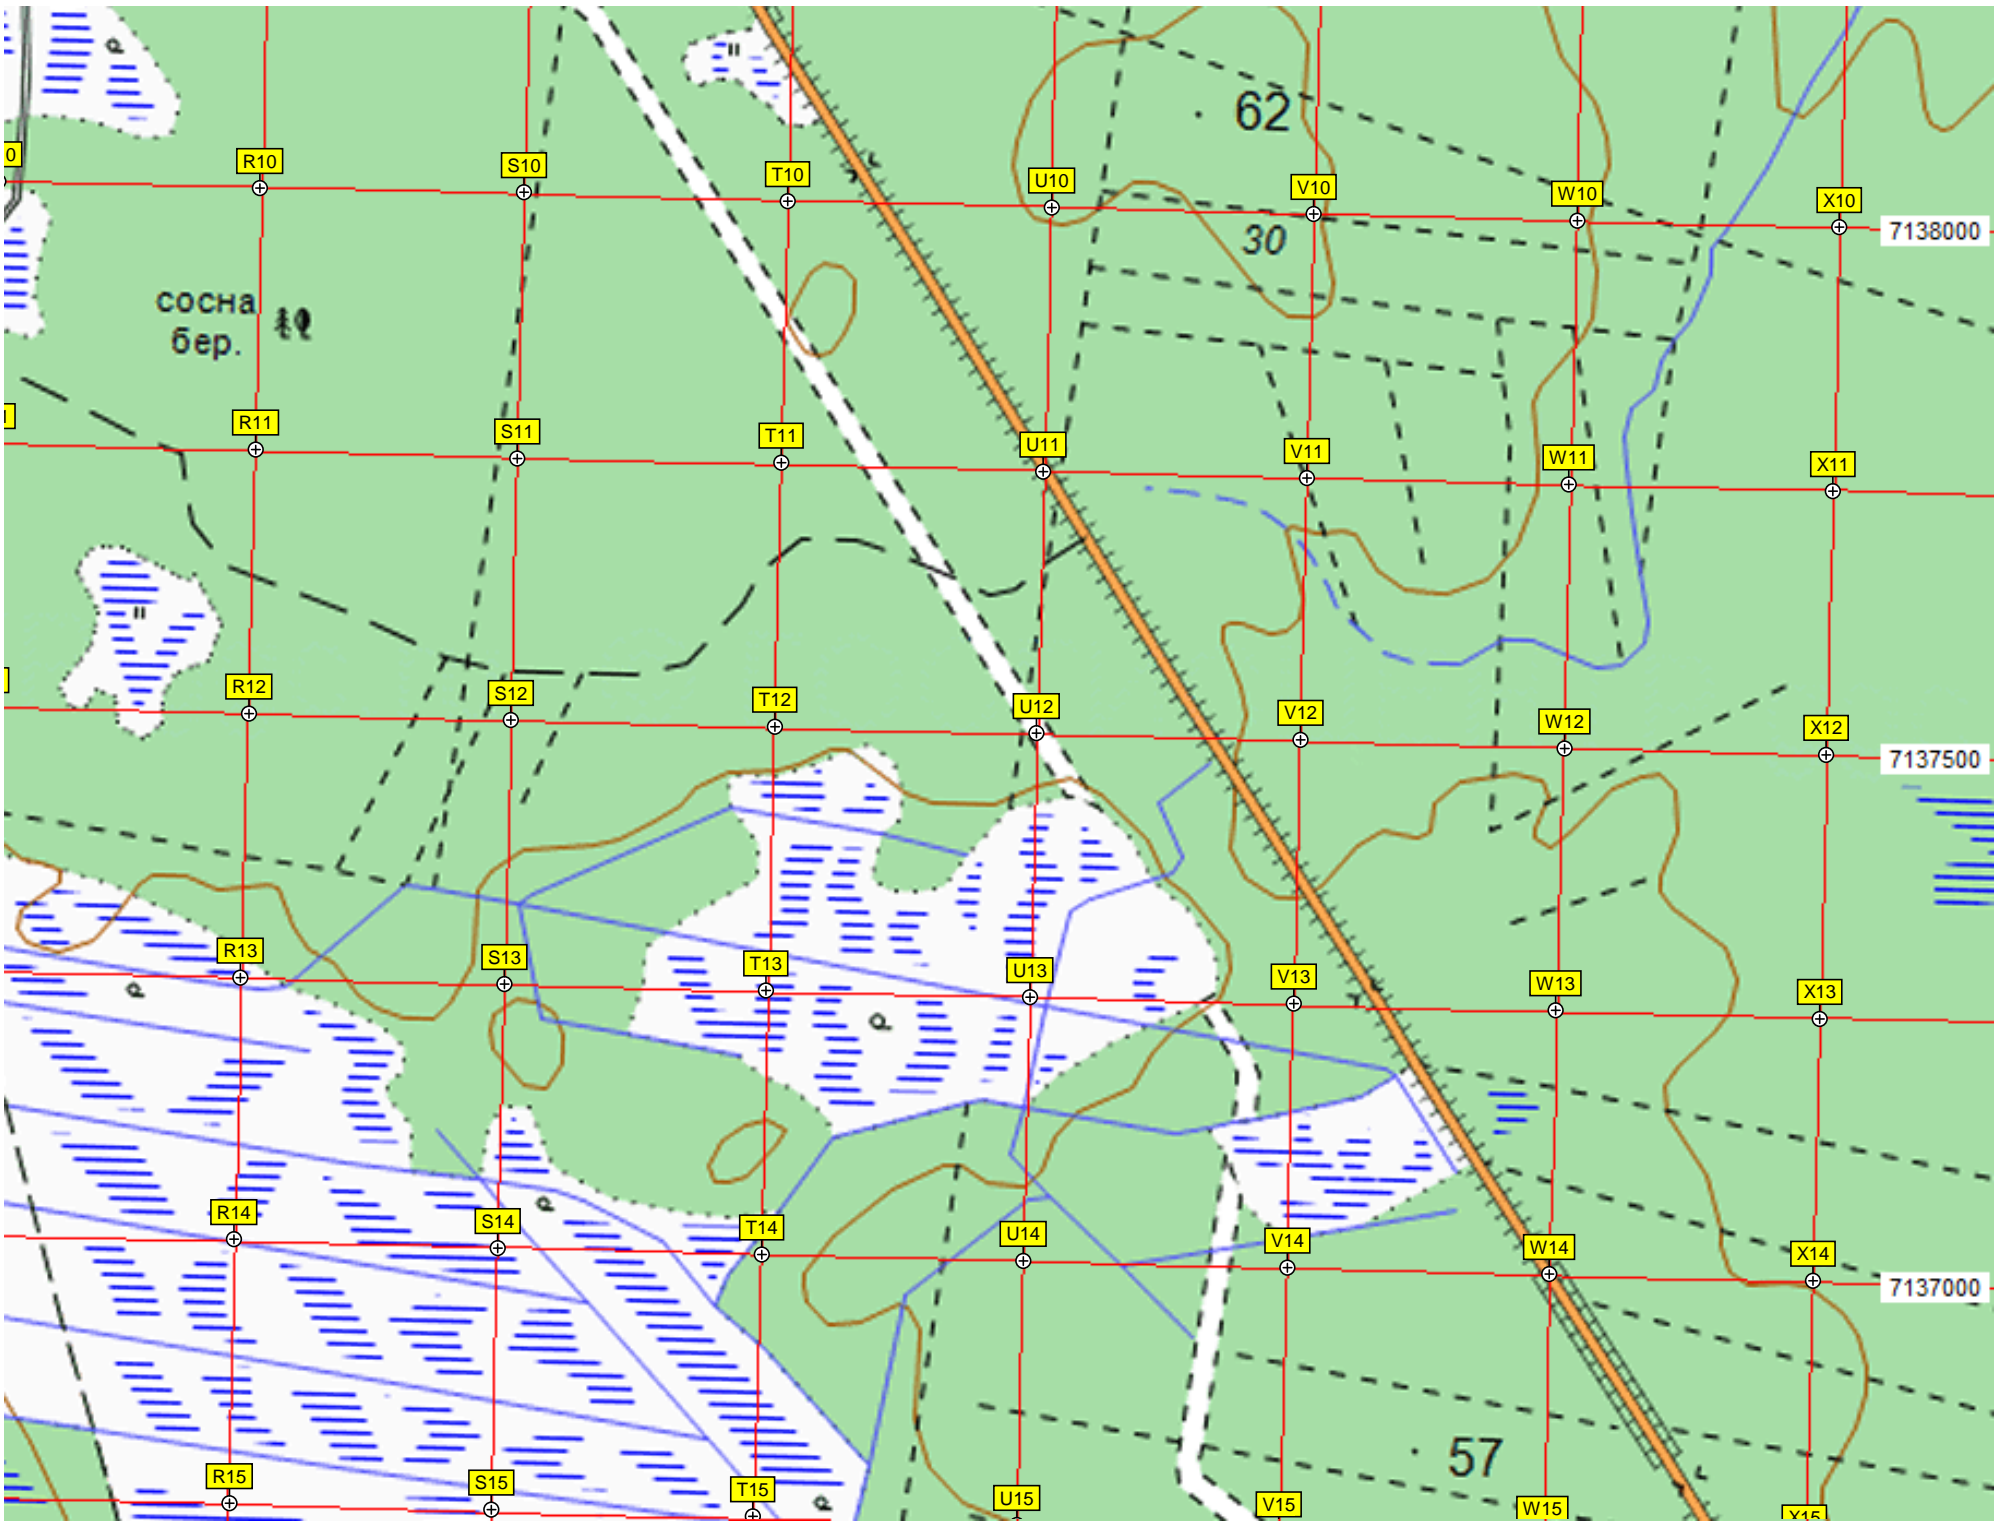 62
R10 S10 T10 U10 V10 W10 X10
7138000
30
сосна
бер.
R11 S11 T11 U11 V11 W11 X11
R12 S12 T12 U12 V12 W12 X12
7137500
R13 S13 T13 U13 V13 W13 X13
R14 S14 T14 U14 V14 W14 X14
7137000
57
R15 S15 T15 U15 V15 W15 X15